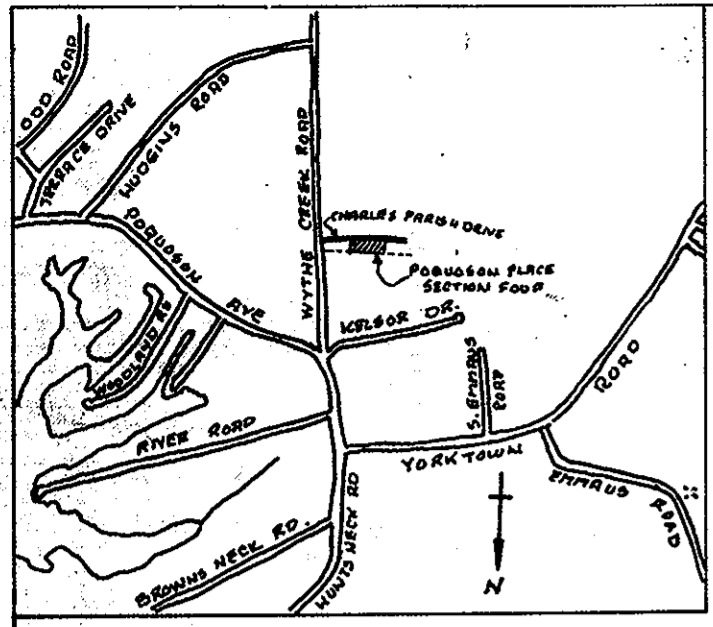 ODD ROAD
TERRACE DRIVE
HUDGINS ROAD
WYTHE CREEK ROAD
CHARLES PARISH DRIVE
POQUOSON PLACE
SECTION FOUR
POQUOSON AVE
KELSOR DR.
WOODLAND RD
S. EMMAUS
ROAD
ROAD
RIVER ROAD
YORKTOWN
EMMAUS ROAD
BROWNS NECK RD.
HUNTS NECK RD
N